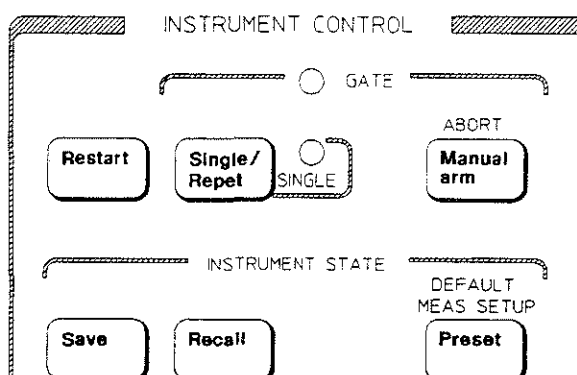 INSTRUMENT CONTROL
GATE
ABORT
Restart
Single/
Repet
SINGLE
Manual
arm
INSTRUMENT STATE
DEFAULT
MEAS SETUP
Save
Recall
Preset